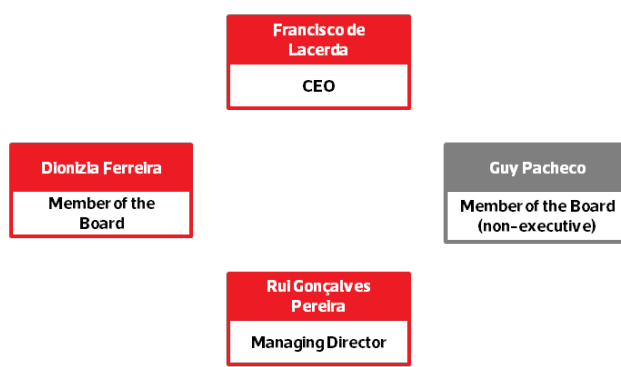 Francisco de
Lacerda
CEO
Dionizia Ferreira
Member of the
Board
Guy Pacheco
Member of the Board
(non-executive)
Rui Gonçalves
Pereira
Managing Director